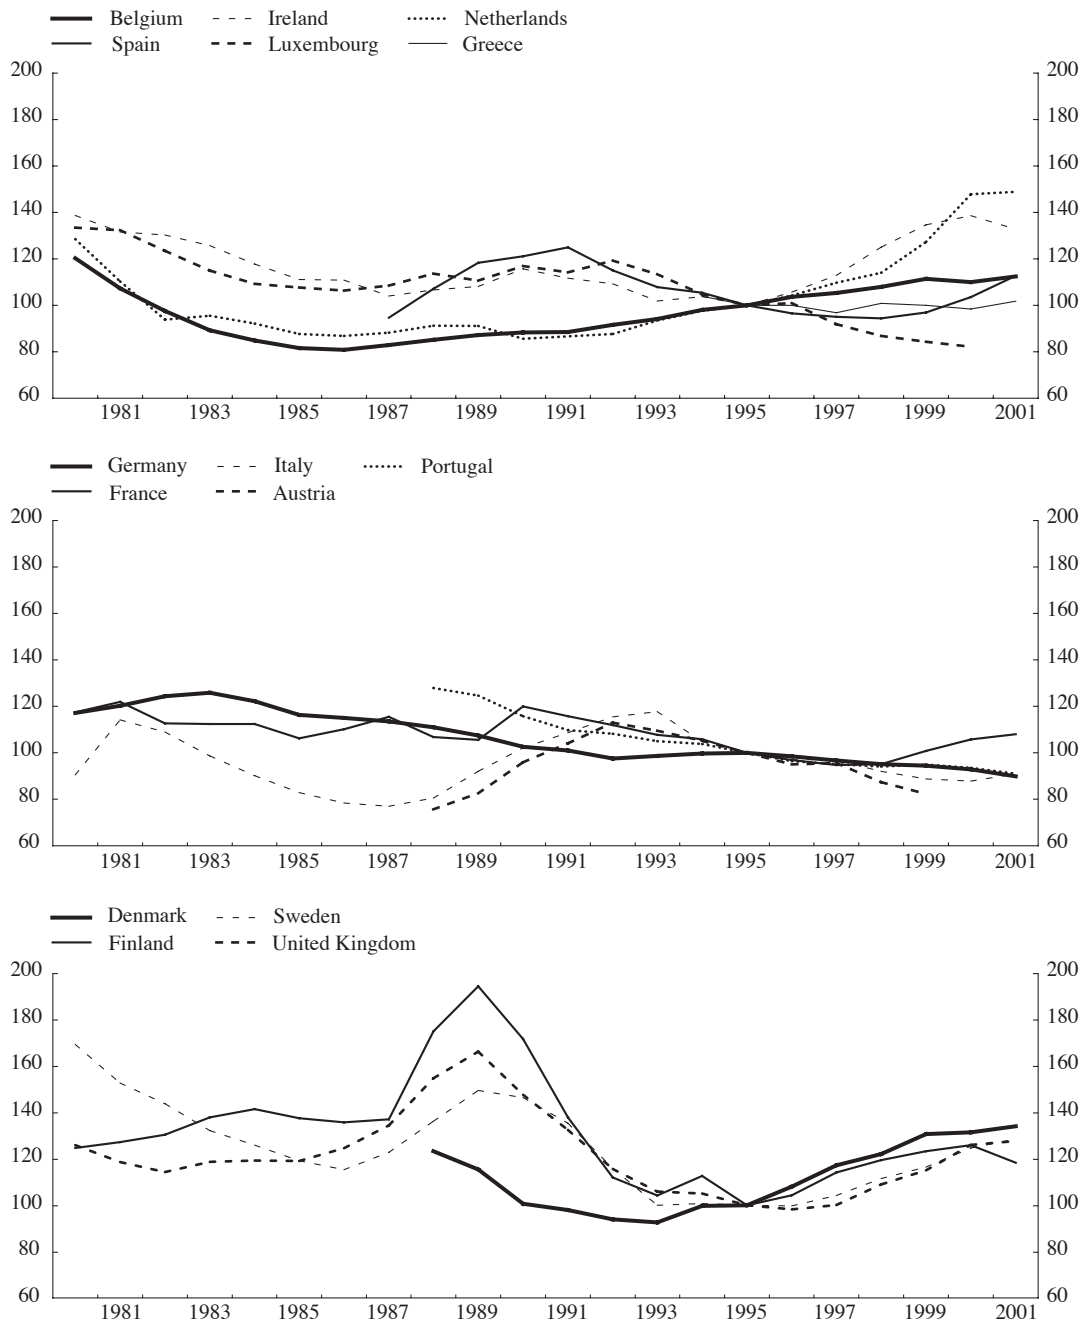 Belgium Ireland Netherlands
Spain Luxembourg Greece
200 200
180 180
160 160
140 140
120 120
100 100
80 80
60 60
1981 1983 1985 1987 1989 1991 1993 1995 1997 1999 2001
Germany Italy Portugal
France Austria
200 200
180 180
160 160
140 140
120 120
100 100
80 80
60 60
1981 1983 1985 1987 1989 1991 1993 1995 1997 1999 2001
Denmark Sweden
Finland United Kingdom
200 200
180 180
160 160
140 140
120 120
100 100
80 80
60 60
1981 1983 1985 1987 1989 1991 1993 1995 1997 1999 2001